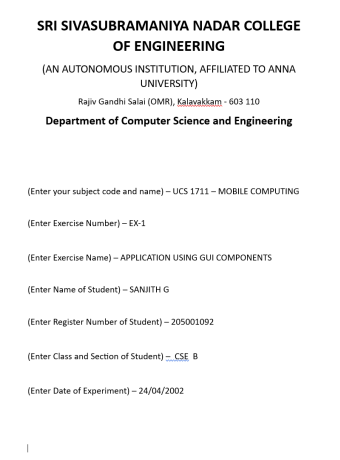 SRI SIVASUBRAMANIYA NADAR COLLEGE
OF ENGINEERING
(AN AUTONOMOUS INSTITUTION, AFFILIATED TO ANNA
UNIVERSITY)
Rajiv Gandhi Salai (OMR), Kalavakkam - 603 110
Department of Computer Science and Engineering
(Enter your subject code and name) – UCS 1711 – MOBILE COMPUTING
(Enter Exercise Number) – EX-1
(Enter Exercise Name) – APPLICATION USING GUI COMPONENTS
(Enter Name of Student) – SANJITH G
(Enter Register Number of Student) – 205001092
(Enter Class and Section of Student) – CSE B
(Enter Date of Experiment) – 24/04/2002